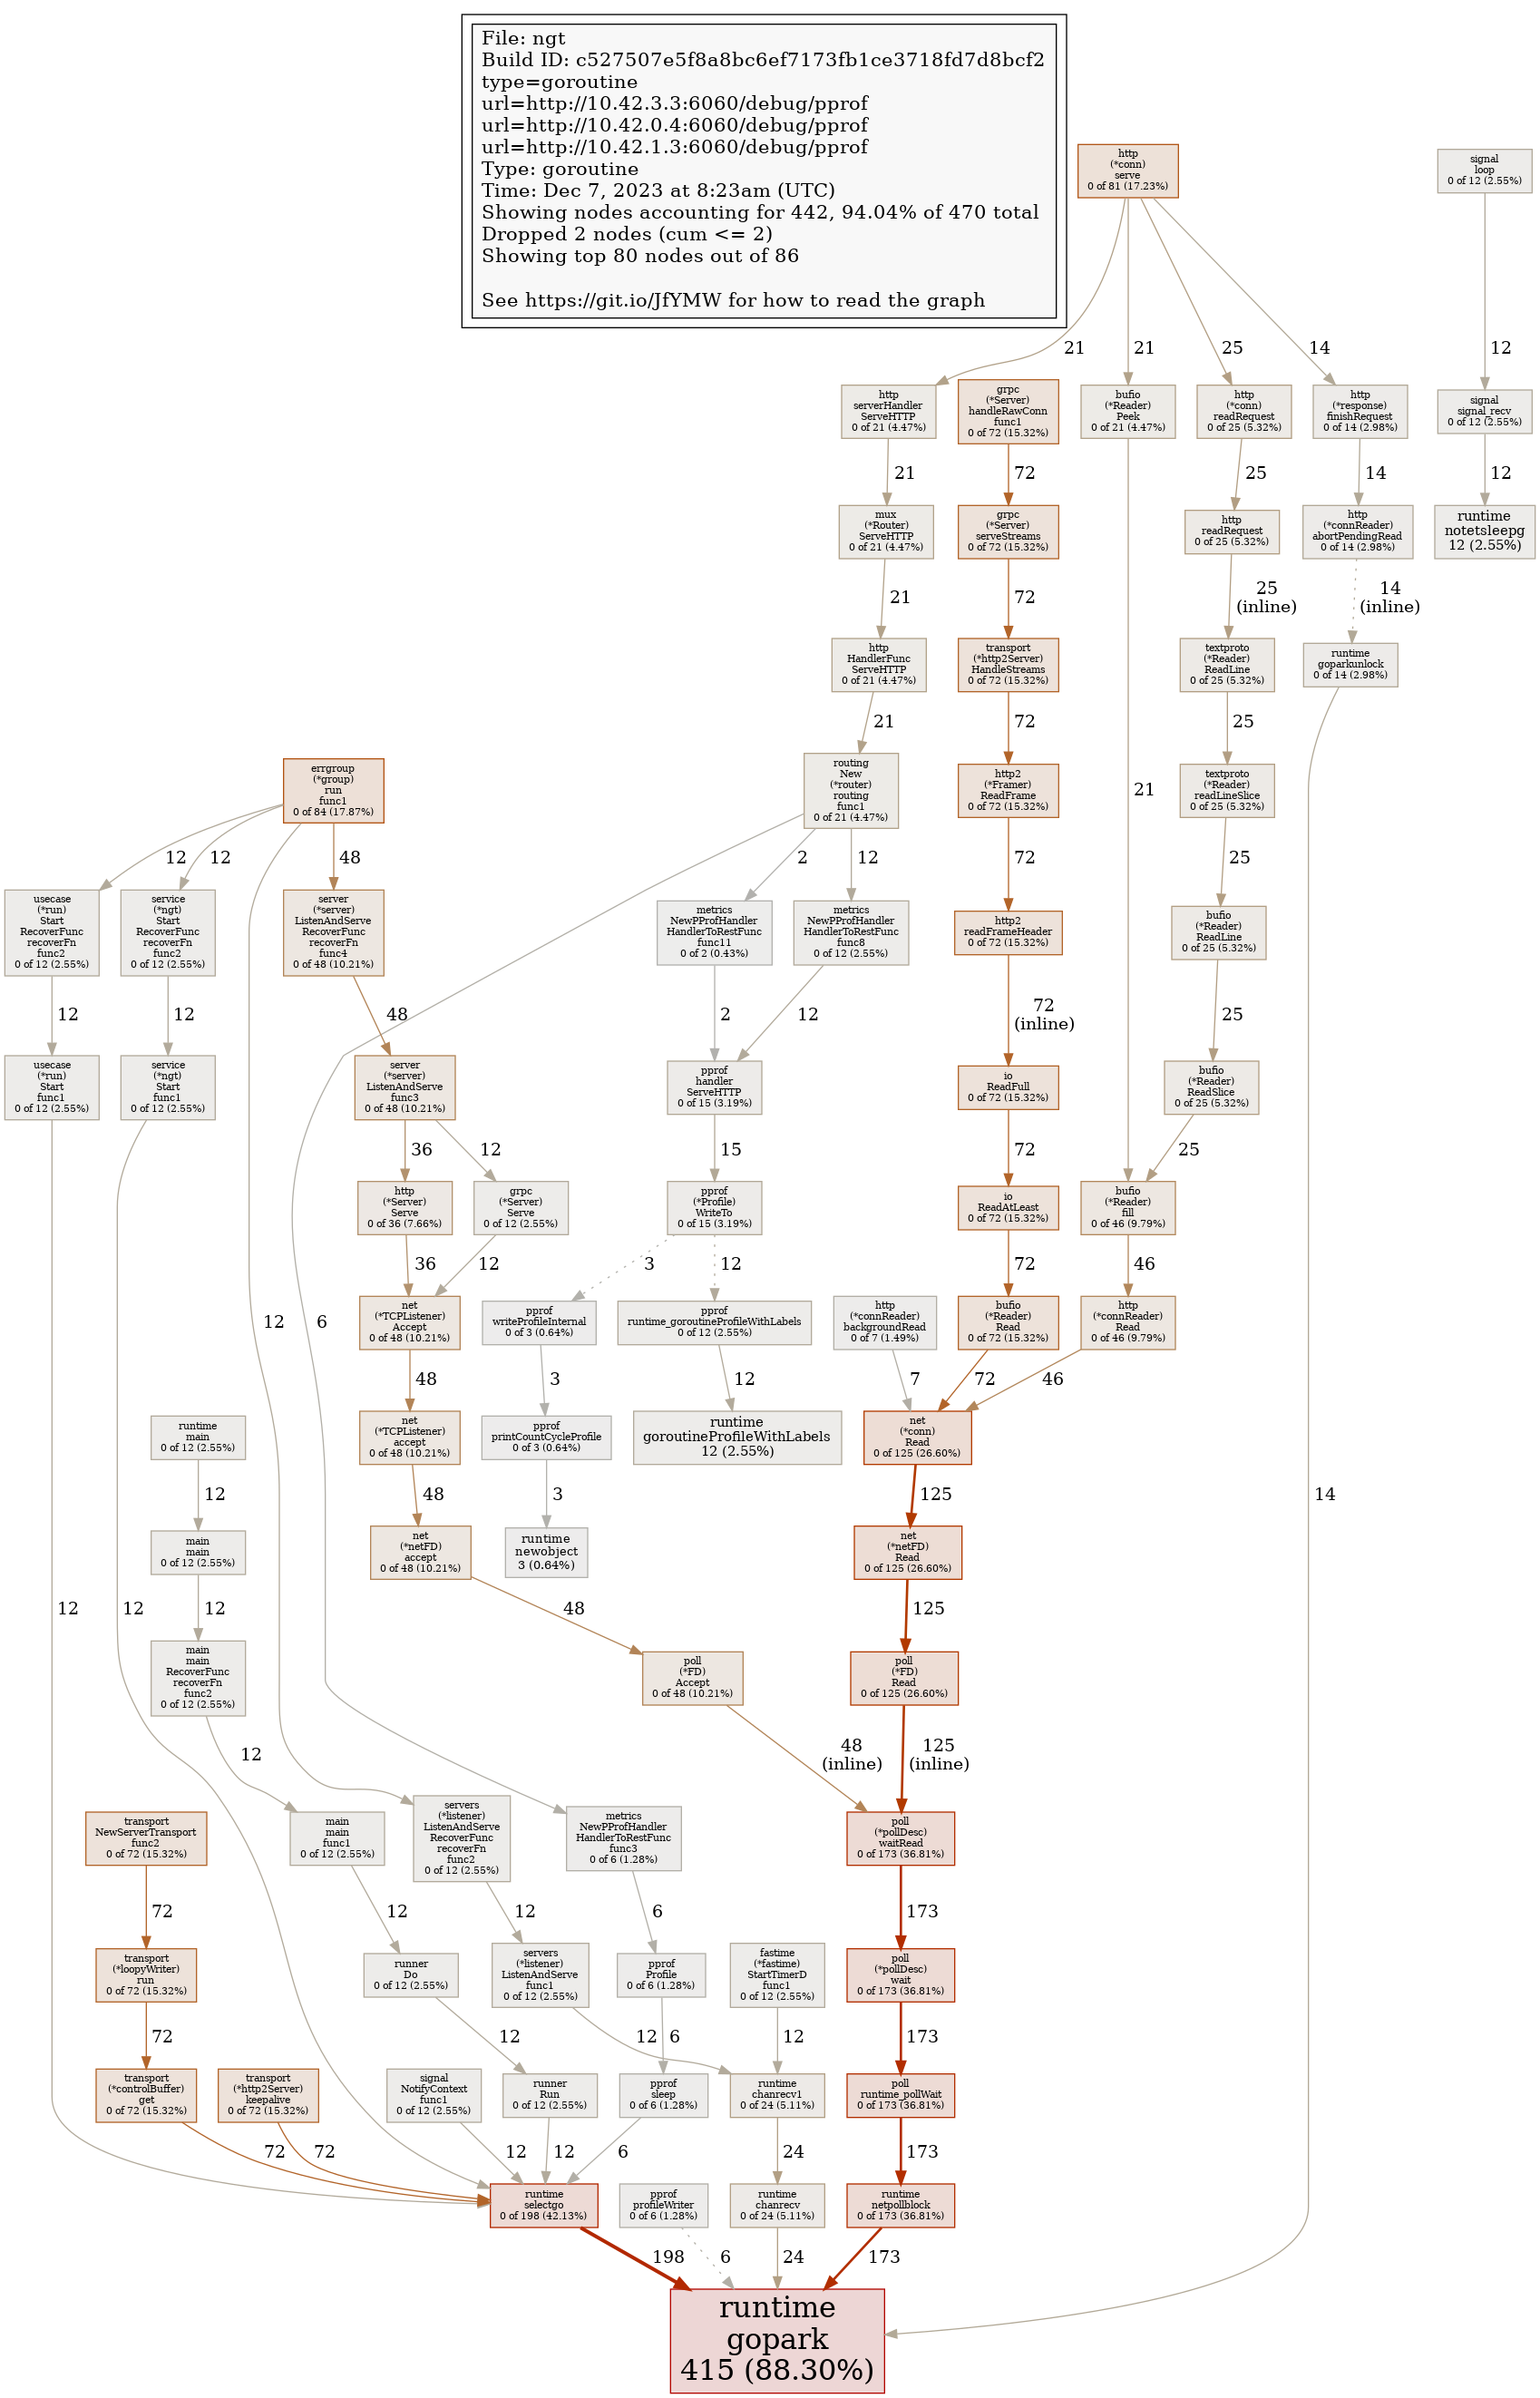 File: ngt
Build ID: c527507e5f8a8bc6ef7173fb1ce3718fd7d8bcf2
type=goroutine
url=http://10.42.3.3:6060/debug/pprof
url=http://10.42.0.4:6060/debug/pprof
url=http://10.42.1.3:6060/debug/pprof
Type: goroutine
Time: Dec 7, 2023 at 8:23am (UTC)
Showing nodes accounting for 442, 94.04% of 470 total
Dropped 2 nodes (cum <= 2)
Showing top 80 nodes out of 86
See https://git.io/JfYMW for how to read the graph
http
(*conn)
serve
0 of 81 (17.23%)
signal
loop
0 of 12 (2.55%)
21
21
25
14
12
http
serverHandler
ServeHTTP
0 of 21 (4.47%)
grpc
(*Server)
handleRawConn
func1
0 of 72 (15.32%)
bufio
(*Reader)
Peek
0 of 21 (4.47%)
http
(*conn)
readRequest
0 of 25 (5.32%)
http
(*response)
finishRequest
0 of 14 (2.98%)
signal
signal_recv
0 of 12 (2.55%)
21
72
25
14
12
mux
(*Router)
ServeHTTP
0 of 21 (4.47%)
grpc
(*Server)
serveStreams
0 of 72 (15.32%)
http
readRequest
0 of 25 (5.32%)
http
(*connReader)
abortPendingRead
0 of 14 (2.98%)
runtime
notetsleepg
12 (2.55%)
21
72
25
(inline)
14
(inline)
http
HandlerFunc
ServeHTTP
0 of 21 (4.47%)
transport
(*http2Server)
HandleStreams
0 of 72 (15.32%)
textproto
(*Reader)
ReadLine
0 of 25 (5.32%)
runtime
goparkunlock
0 of 14 (2.98%)
21
72
25
errgroup
(*group)
run
func1
0 of 84 (17.87%)
routing
New
(*router)
routing
func1
0 of 21 (4.47%)
http2
(*Framer)
ReadFrame
0 of 72 (15.32%)
21
textproto
(*Reader)
readLineSlice
0 of 25 (5.32%)
12
12
48
2
12
72
25
usecase
(*run)
Start
RecoverFunc
recoverFn
func2
0 of 12 (2.55%)
service
(*ngt)
Start
RecoverFunc
recoverFn
func2
0 of 12 (2.55%)
server
(*server)
ListenAndServe
RecoverFunc
recoverFn
func4
0 of 48 (10.21%)
metrics
NewPProfHandler
HandlerToRestFunc
func11
0 of 2 (0.43%)
metrics
NewPProfHandler
HandlerToRestFunc
func8
0 of 12 (2.55%)
http2
readFrameHeader
0 of 72 (15.32%)
bufio
(*Reader)
ReadLine
0 of 25 (5.32%)
12
12
48
2
12
72
(inline)
25
usecase
(*run)
Start
func1
0 of 12 (2.55%)
service
(*ngt)
Start
func1
0 of 12 (2.55%)
server
(*server)
ListenAndServe
func3
0 of 48 (10.21%)
pprof
handler
ServeHTTP
0 of 15 (3.19%)
io
ReadFull
0 of 72 (15.32%)
bufio
(*Reader)
ReadSlice
0 of 25 (5.32%)
36
12
15
72
25
http
(*Server)
Serve
0 of 36 (7.66%)
grpc
(*Server)
Serve
0 of 12 (2.55%)
pprof
(*Profile)
WriteTo
0 of 15 (3.19%)
io
ReadAtLeast
0 of 72 (15.32%)
bufio
(*Reader)
fill
0 of 46 (9.79%)
36
12
3
12
72
46
12
6
net
(*TCPListener)
Accept
0 of 48 (10.21%)
pprof
writeProfileInternal
0 of 3 (0.64%)
pprof
runtime_goroutineProfileWithLabels
0 of 12 (2.55%)
http
(*connReader)
backgroundRead
0 of 7 (1.49%)
bufio
(*Reader)
Read
0 of 72 (15.32%)
http
(*connReader)
Read
0 of 46 (9.79%)
48
3
12
7
72
46
runtime
main
0 of 12 (2.55%)
net
(*TCPListener)
accept
0 of 48 (10.21%)
pprof
printCountCycleProfile
0 of 3 (0.64%)
runtime
goroutineProfileWithLabels
12 (2.55%)
net
(*conn)
Read
0 of 125 (26.60%)
12
48
3
125
14
main
main
0 of 12 (2.55%)
net
(*netFD)
accept
0 of 48 (10.21%)
runtime
newobject
3 (0.64%)
net
(*netFD)
Read
0 of 125 (26.60%)
12
12
12
48
125
main
main
RecoverFunc
recoverFn
func2
0 of 12 (2.55%)
poll
(*FD)
Accept
0 of 48 (10.21%)
poll
(*FD)
Read
0 of 125 (26.60%)
12
48
(inline)
125
(inline)
transport
NewServerTransport
func2
0 of 72 (15.32%)
main
main
func1
0 of 12 (2.55%)
servers
(*listener)
ListenAndServe
RecoverFunc
recoverFn
func2
0 of 12 (2.55%)
metrics
NewPProfHandler
HandlerToRestFunc
func3
0 of 6 (1.28%)
poll
(*pollDesc)
waitRead
0 of 173 (36.81%)
72
12
12
6
173
transport
(*loopyWriter)
run
0 of 72 (15.32%)
runner
Do
0 of 12 (2.55%)
servers
(*listener)
ListenAndServe
func1
0 of 12 (2.55%)
pprof
Profile
0 of 6 (1.28%)
fastime
(*fastime)
StartTimerD
func1
0 of 12 (2.55%)
poll
(*pollDesc)
wait
0 of 173 (36.81%)
72
12
12
6
12
173
transport
(*controlBuffer)
get
0 of 72 (15.32%)
transport
(*http2Server)
keepalive
0 of 72 (15.32%)
signal
NotifyContext
func1
0 of 12 (2.55%)
runner
Run
0 of 12 (2.55%)
pprof
sleep
0 of 6 (1.28%)
runtime
chanrecv1
0 of 24 (5.11%)
poll
runtime_pollWait
0 of 173 (36.81%)
72
72
12
12
6
24
173
runtime
selectgo
0 of 198 (42.13%)
pprof
profileWriter
0 of 6 (1.28%)
runtime
chanrecv
0 of 24 (5.11%)
runtime
netpollblock
0 of 173 (36.81%)
198
6
24
173
runtime
gopark
415 (88.30%)